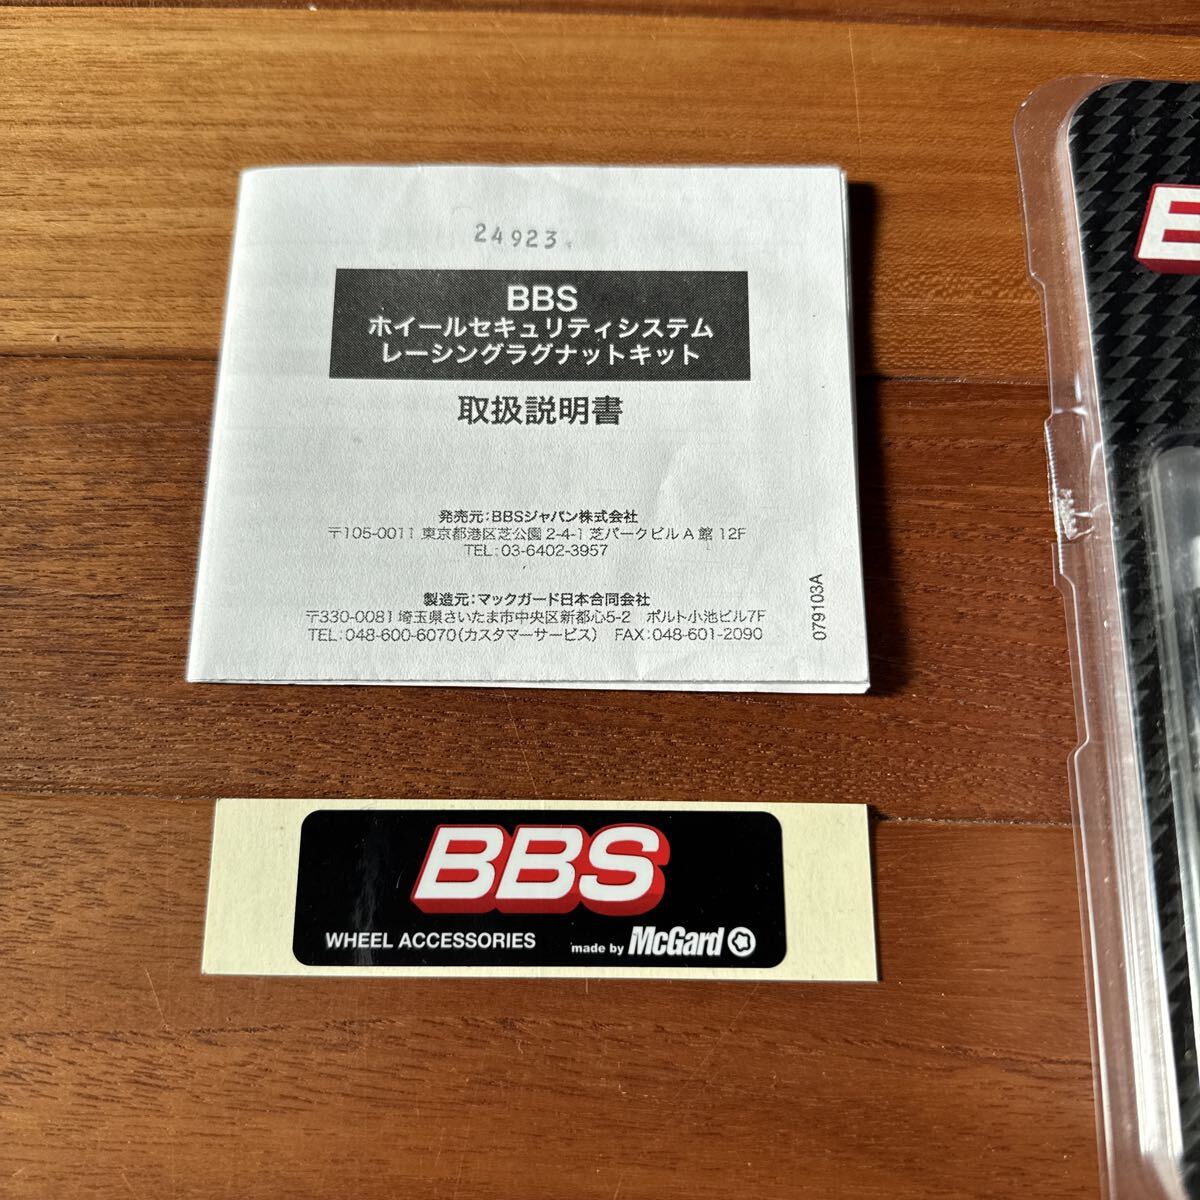 24923
BBS
ホイールセキュリティシステム
レーシングラグナットキット
取扱説明書
発売元:BBSジャパン株式会社
〒105-0011 東京都港区芝公園 2-4-1 芝パークビル A 館 12F
TEL:03-6402-3957
製造元:マックガード日本合同会社
〒330-0081 埼玉県さいたま市中央区新都心5-2 ポルト小池ビル7F
TEL:048-600-6070(カスタマーサービス) FAX:048-601-2090
079103A
BBS
WHEEL ACCESSORIES made by McGard